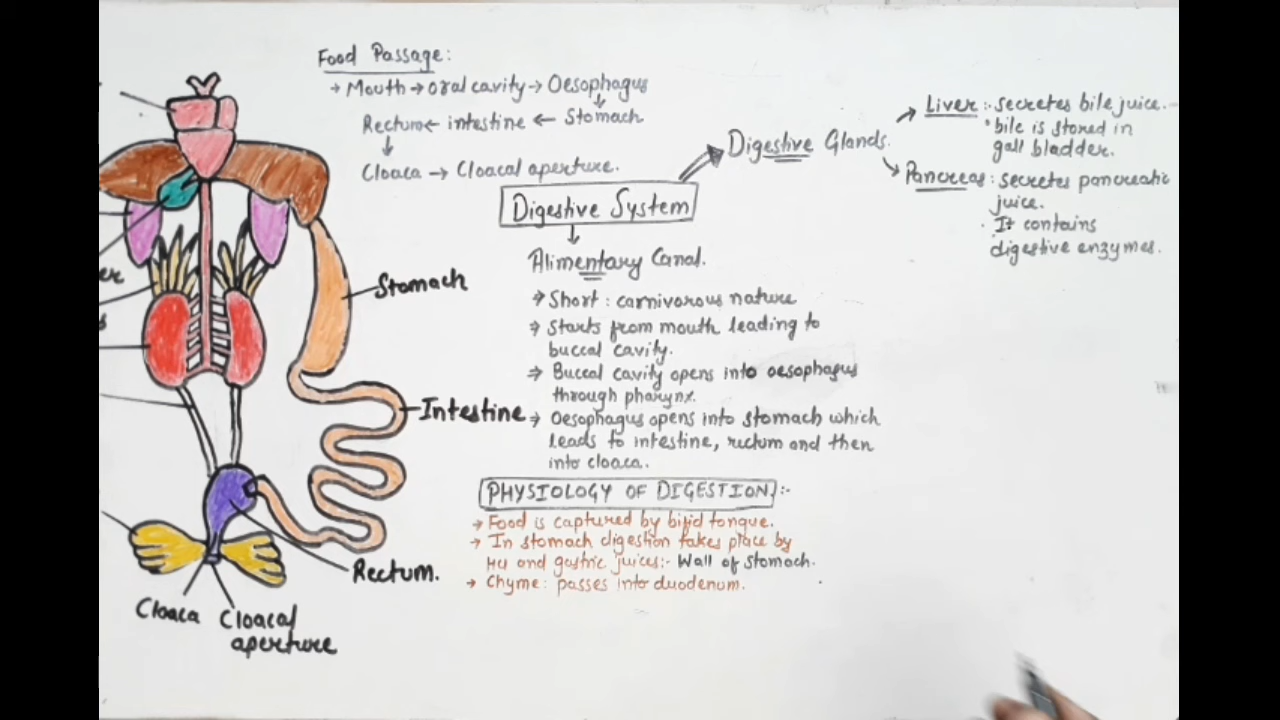 Food Passage:
→ Mouth → oral cavity → Oesophagus
↓
Rectum ← intestine ← Stomach
↓
Cloaca → Cloacal aperture.
Digestive System
Digestive Glands.
Liver :- secretes bile juice.
• bile is stored in
gall bladder.
Pancreas : secretes pancreatic
juice.
• It contains
digestive enzymes.
↓
Alimentary Canal.
→ Short : carnivorous nature
→ Starts from mouth leading to
buccal cavity.
→ Buccal cavity opens into oesophagus
through pharynx.
→ Oesophagus opens into stomach which
leads to intestine, rectum and then
into cloaca.
PHYSIOLOGY OF DIGESTION :-
→ Food is captured by bifid tongue.
→ In stomach digestion takes place by
Hcl and gastric juices:- Wall of stomach.
→ Chyme : passes into duodenum.
Stomach
Intestine
Rectum.
Cloaca
Cloacal
aperture
er
s